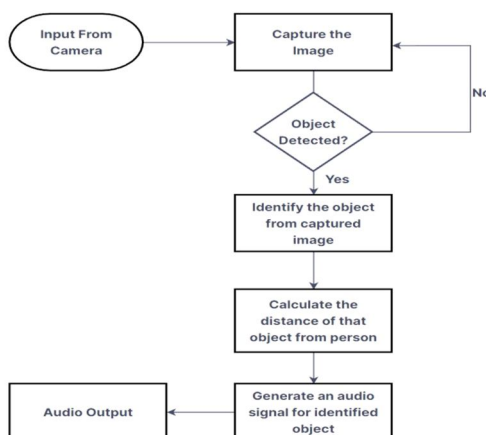 Input From
Camera
Capture the
Image
Object
Detected?
No
Yes
Identify the object
from captured
image
Calculate the
distance of that
object from person
Generate an audio
signal for identified
object
Audio Output